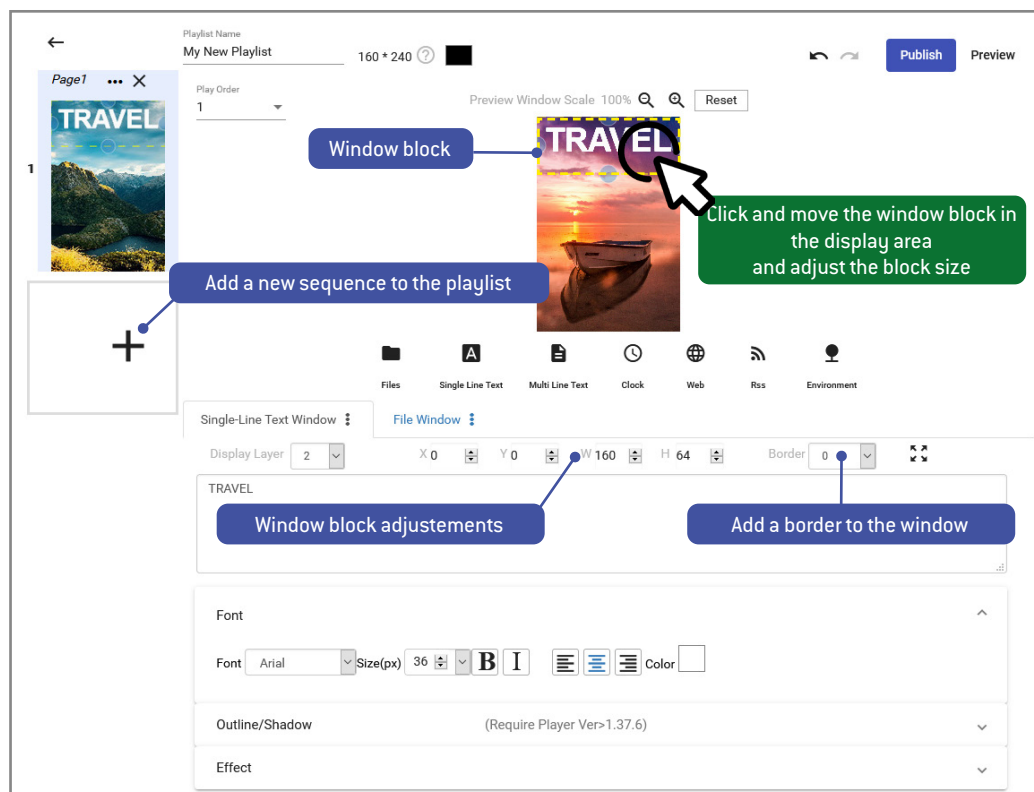 Playlist Name
My New Playlist
160 * 240 ?
Publish
Preview
Page1 ••• X
Play Order
1
Preview Window Scale 100%
Reset
TRAVEL
1
TRAVEL
Window block
Click and move the window block in
the display area
and adjust the block size
Add a new sequence to the playlist
Files
Single Line Text
A
Multi Line Text
Clock
Web
Rss
Environment
Single-Line Text Window
File Window
Display Layer 2
X 0
Y 0
W 160
H 64
Border 0
TRAVEL
Window block adjustements
Add a border to the window
Font
Font Arial Size(px) 36 B I Color
Outline/Shadow (Require Player Ver>1.37.6)
Effect